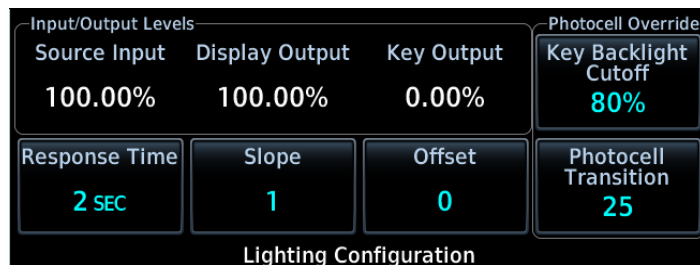 Input/Output Levels
Source Input Display Output Key Output
100.00% 100.00% 0.00%
Photocell Override
Key Backlight
Cutoff
80%
Response Time
2 SEC
Slope
1
Offset
0
Photocell
Transition
25
Lighting Configuration